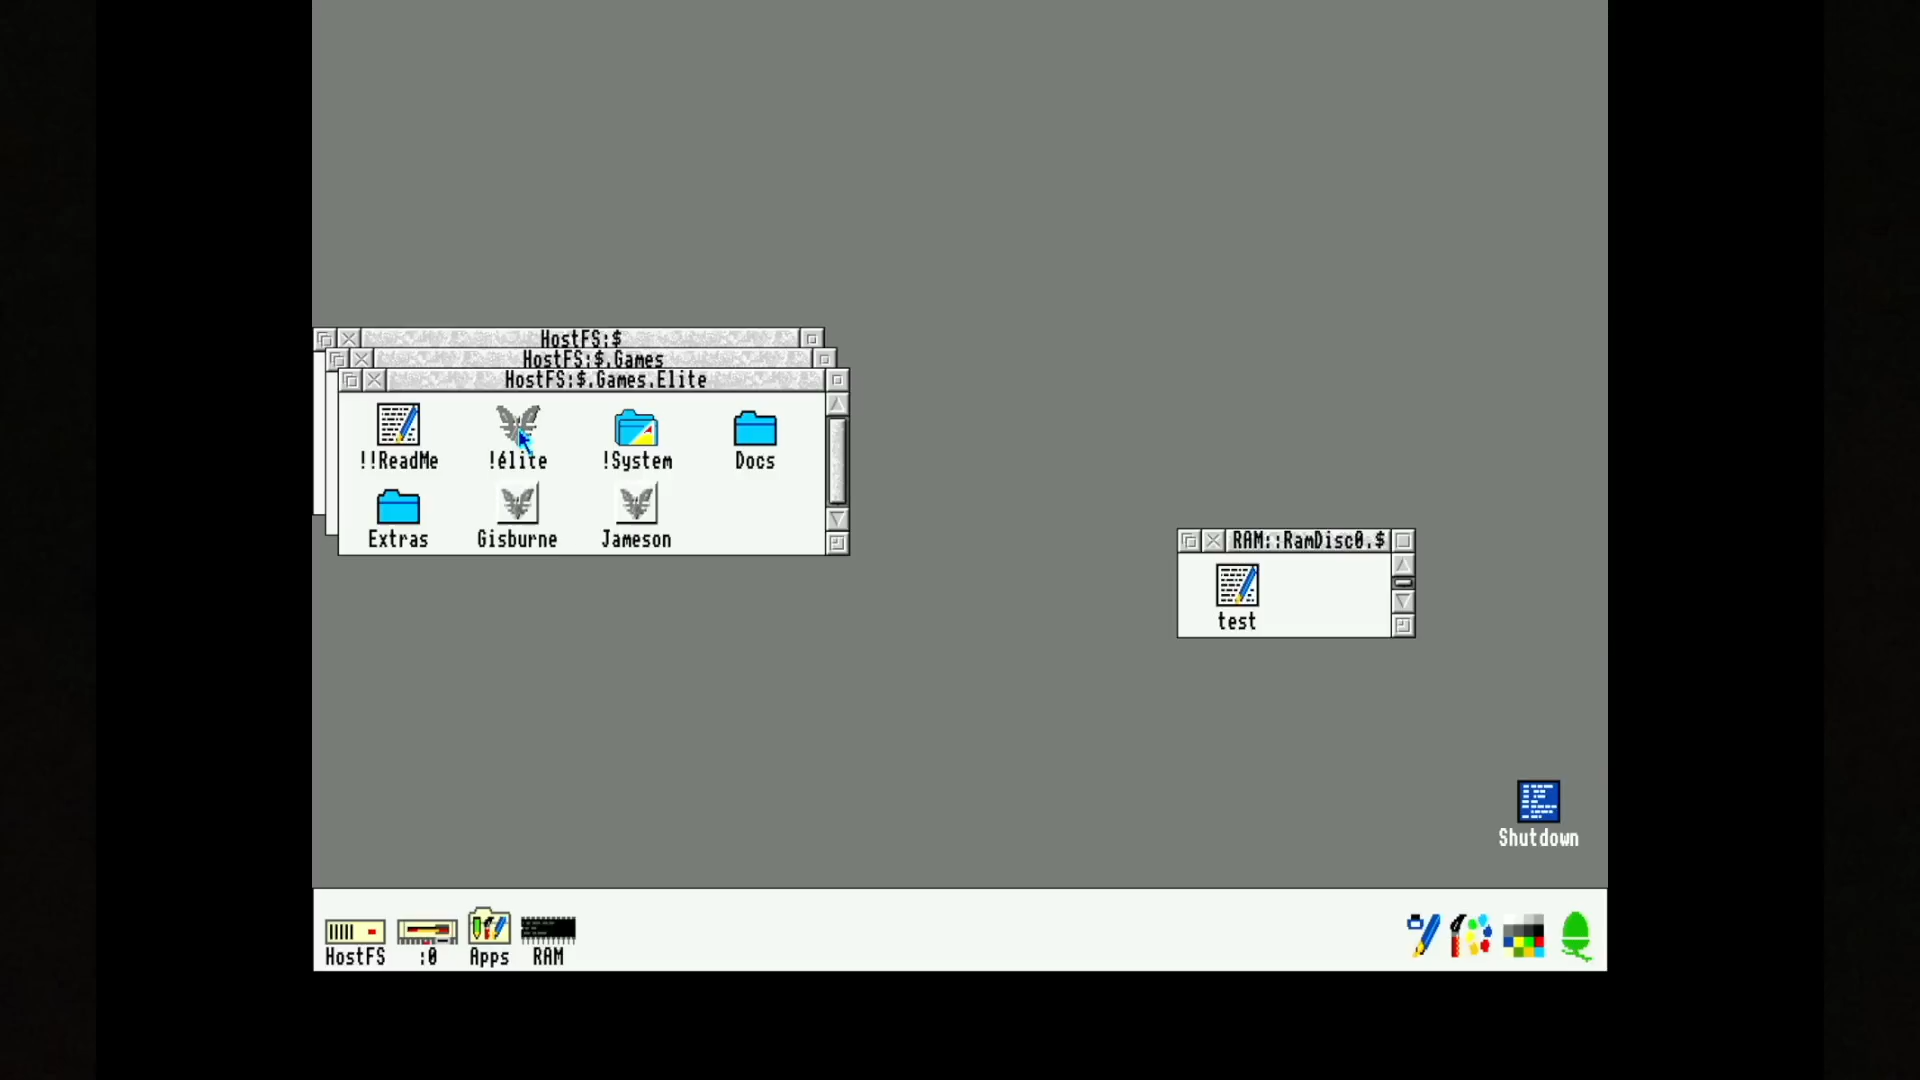 HostFS:$
HostFS:$.Games
HostFS:$.Games.Elite
!!ReadMe !élite !System Docs
Extras Gisburne Jameson
RAM::RamDisc0.$
test
Shutdown
HostFS :0 Apps RAM